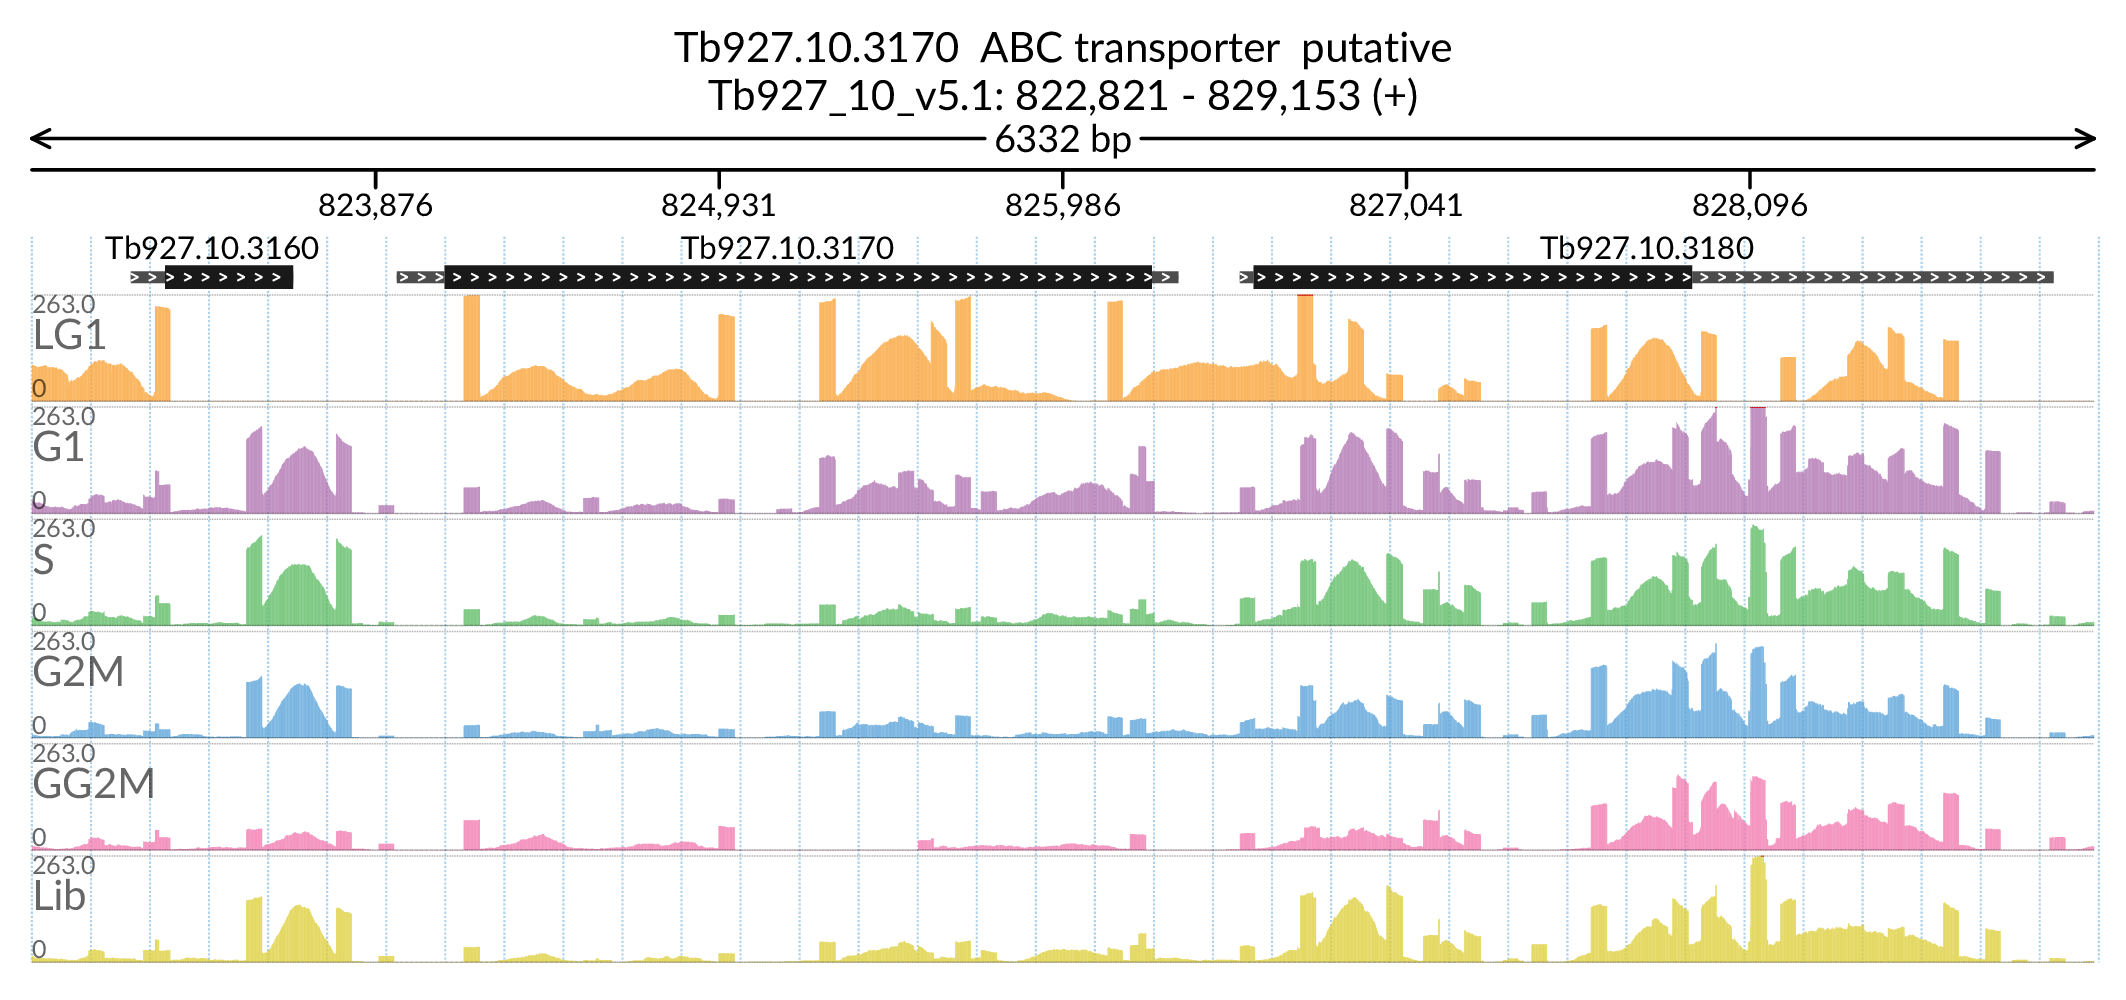 Tb927.10.3170 ABC transporter putative
Tb927_10_v5.1: 822,821 - 829,153 (+)
6332 bp
823,876 824,931 825,986 827,041 828,096
Tb927.10.3160 Tb927.10.3170 Tb927.10.3180
263.0
LG1
0
263.0
G1
0
263.0
S
0
263.0
G2M
0
263.0
GG2M
0
263.0
Lib
0